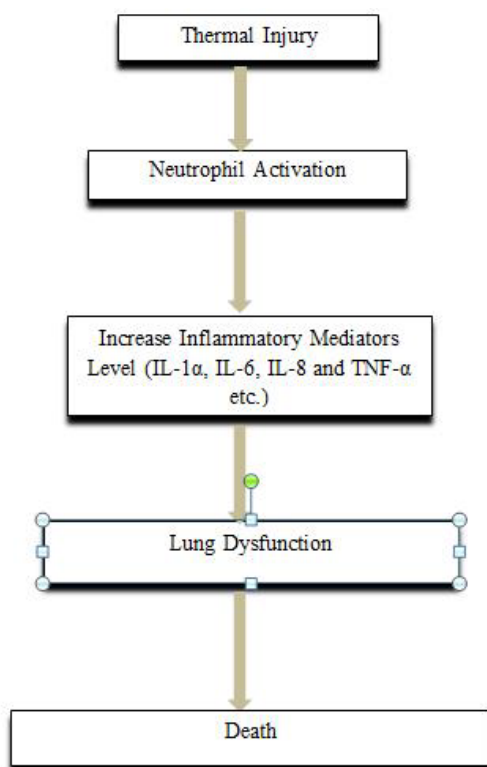 Thermal Injury
Neutrophil Activation
Increase Inflammatory Mediators
Level (IL-1α, IL-6, IL-8 and TNF-α
etc.)
Lung Dysfunction
Death